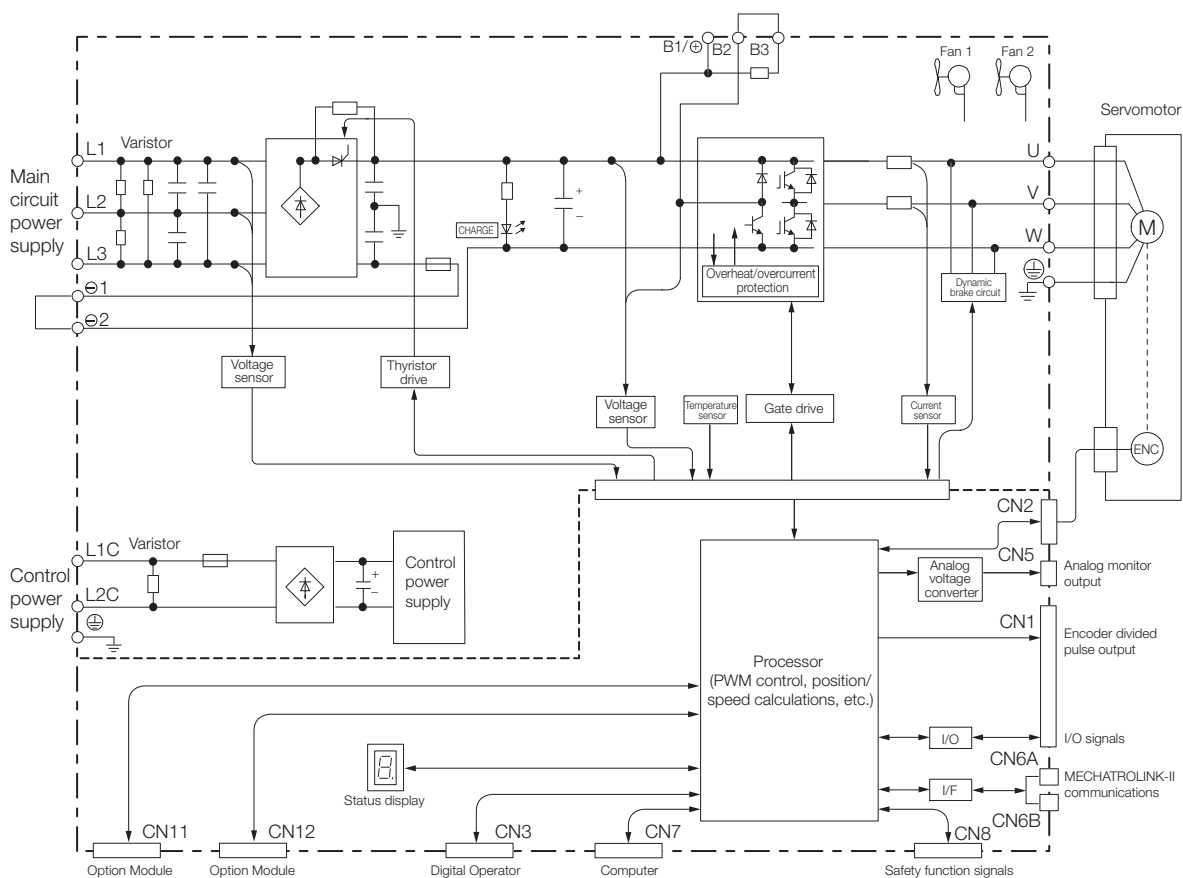 B1/⊕ B2 B3
Fan 1
Fan 2
Servomotor
Main
circuit
power
supply
L1
Varistor
L2
L3
⊖1
⊖2
CHARGE
+
–
Overheat/overcurrent
protection
U
V
W
M
Dynamic
brake circuit
Voltage
sensor
Thyristor
drive
Voltage
sensor
Temperature
sensor
Gate drive
Current
sensor
ENC
Control
power
supply
L1C
Varistor
L2C
+
–
Control
power
supply
CN2
CN5
Analog
voltage
converter
Analog monitor
output
CN1
Encoder divided
pulse output
Processor
(PWM control, position/
speed calculations, etc.)
I/O
I/O signals
CN6A
I/F
MECHATROLINK-II
communications
CN6B
8.
Status display
CN11
CN12
CN3
CN7
CN8
Option Module
Option Module
Digital Operator
Computer
Safety function signals